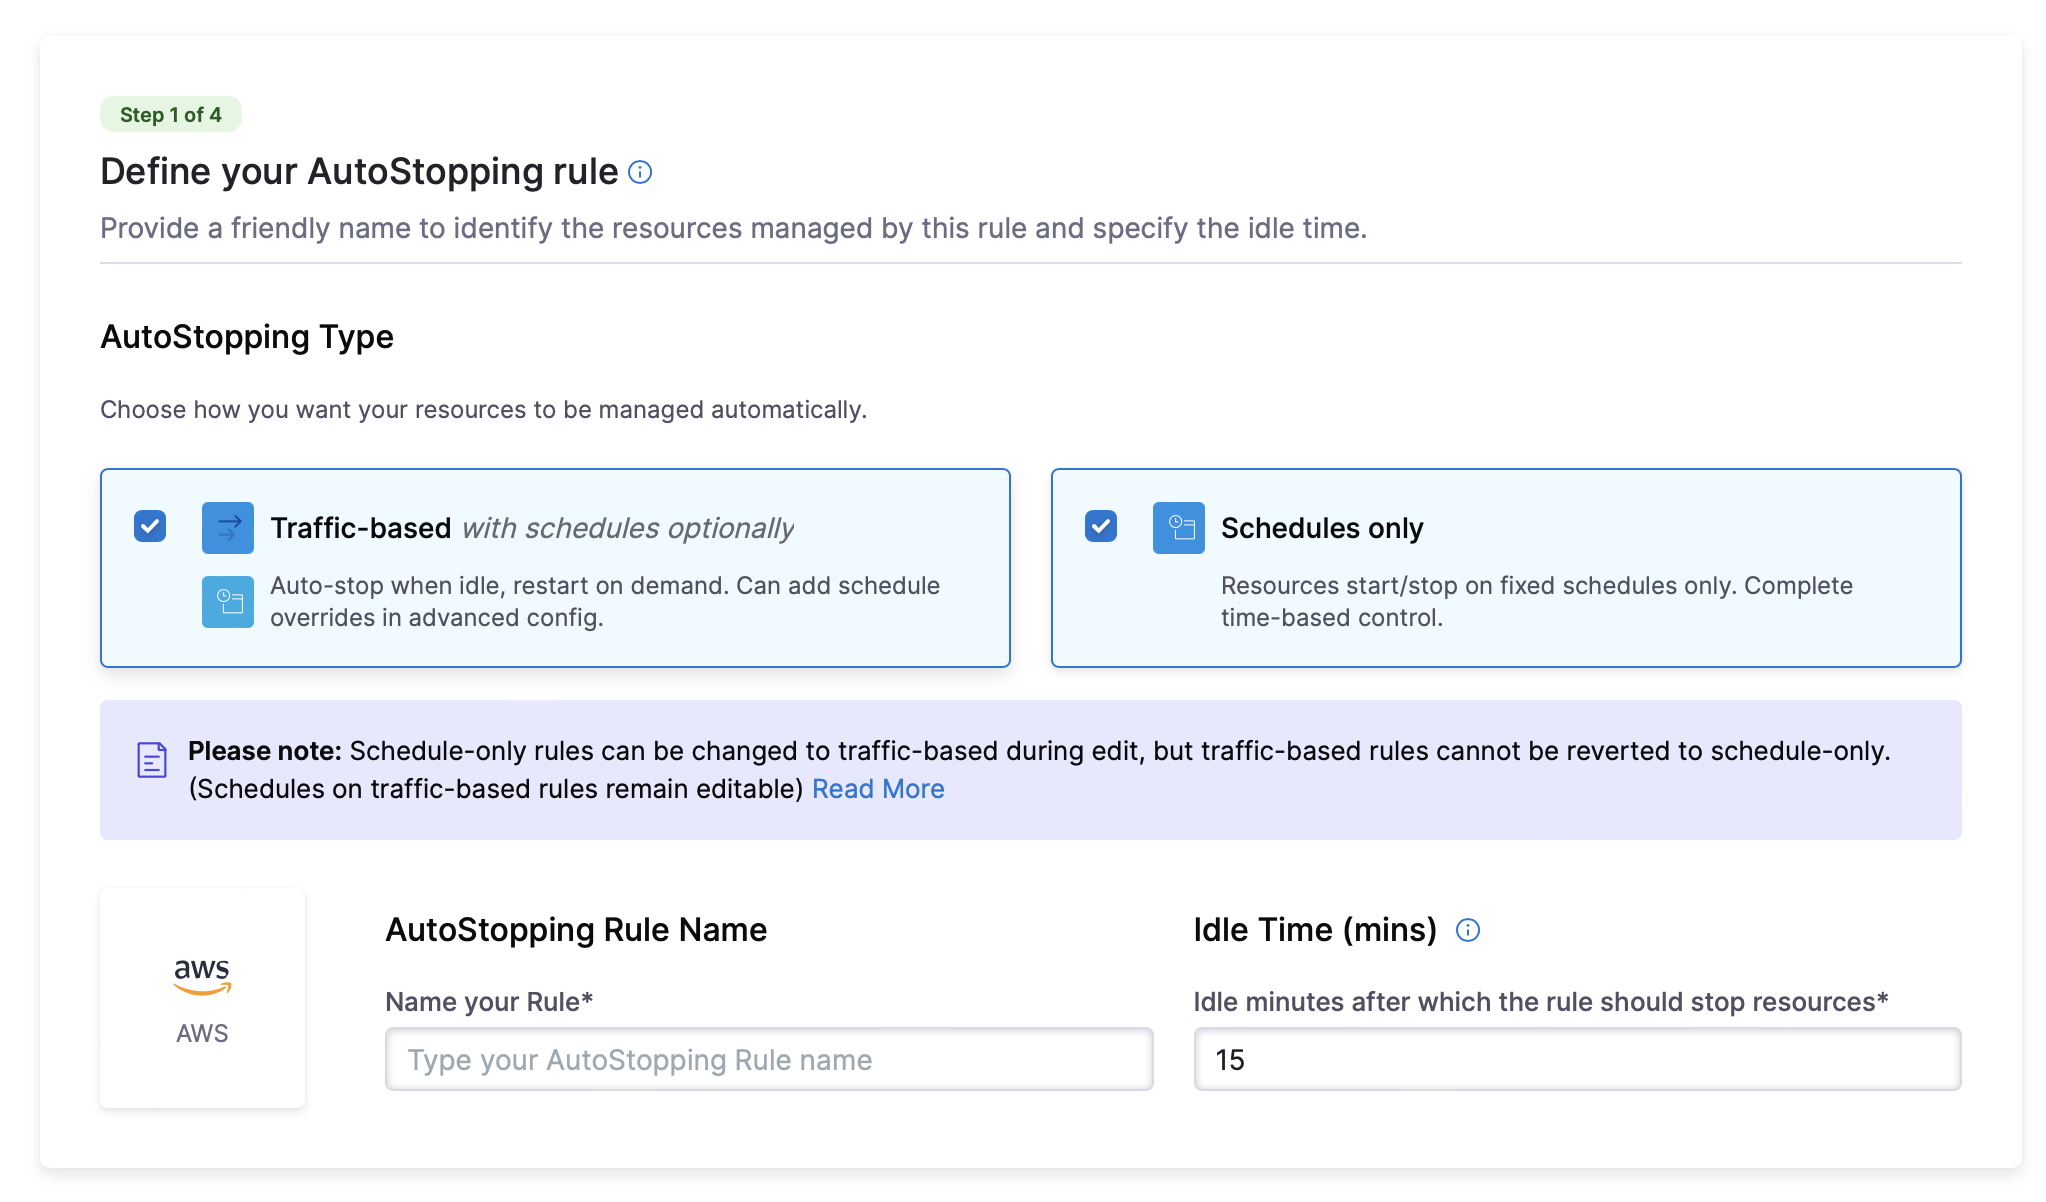 Step 1 of 4
Define your AutoStopping rule
Provide a friendly name to identify the resources managed by this rule and specify the idle time.
AutoStopping Type
Choose how you want your resources to be managed automatically.
Traffic-based with schedules optionally
Auto-stop when idle, restart on demand. Can add schedule
overrides in advanced config.
Schedules only
Resources start/stop on fixed schedules only. Complete
time-based control.
Please note: Schedule-only rules can be changed to traffic-based during edit, but traffic-based rules cannot be reverted to schedule-only.
(Schedules on traffic-based rules remain editable) Read More
aws
AWS
AutoStopping Rule Name
Name your Rule*
Type your AutoStopping Rule name
Idle Time (mins)
Idle minutes after which the rule should stop resources*
15